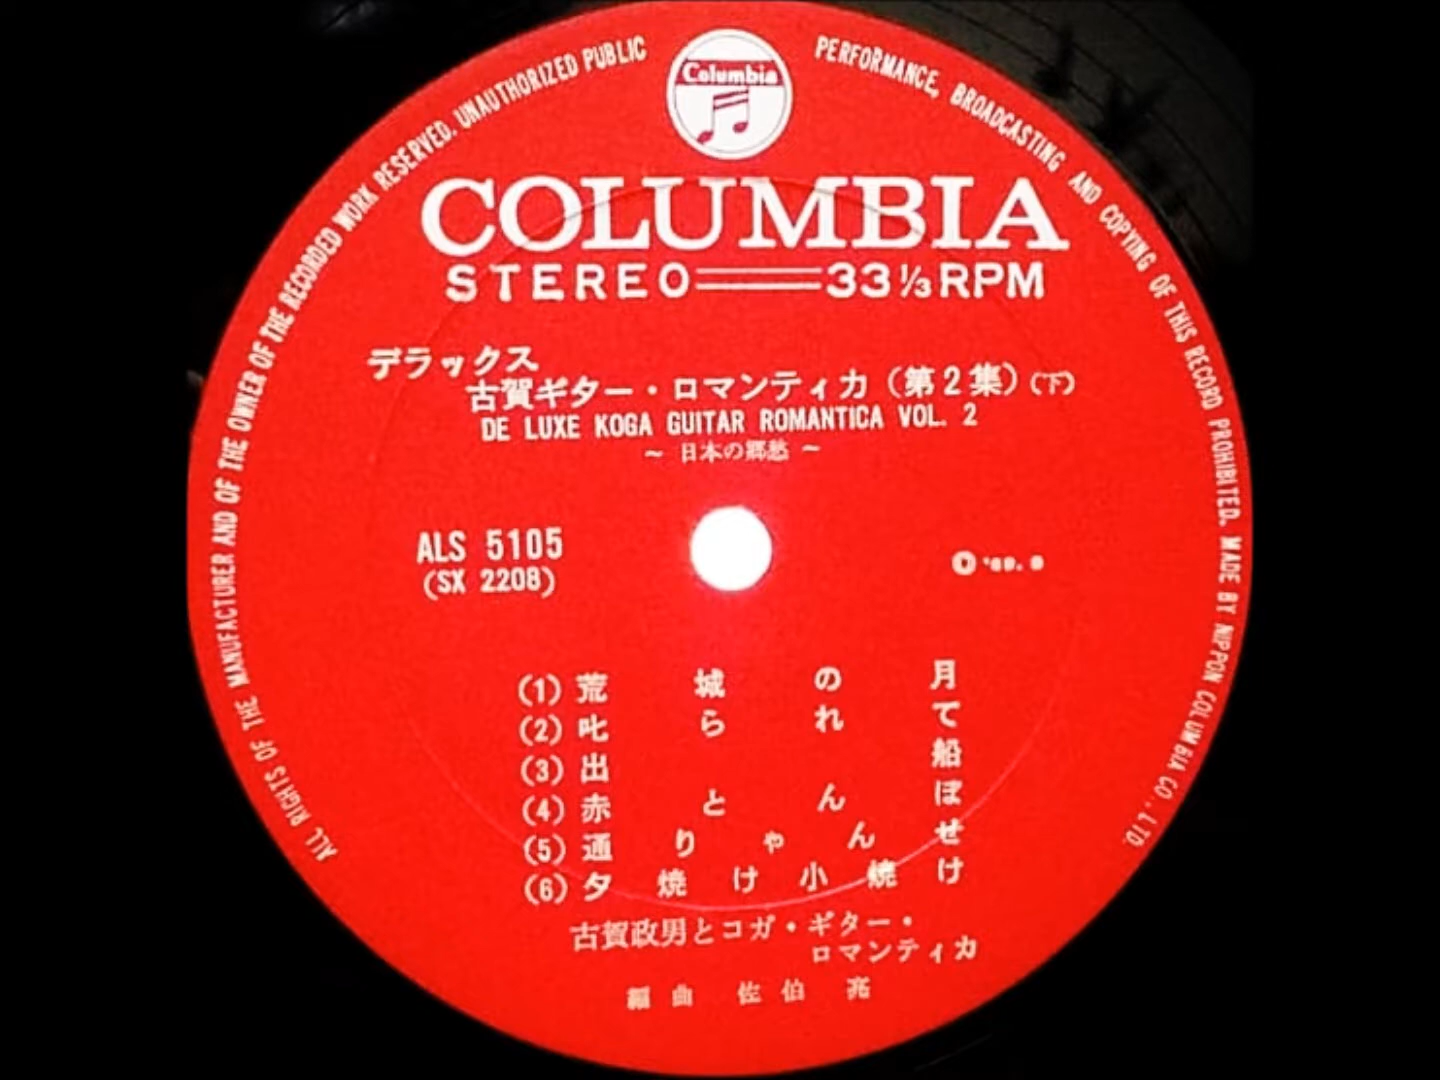 ALL RIGHTS OF THE MANUFACTURER AND OF THE OWNER OF THE RECORDED WORK RESERVED. UNAUTHORIZED PUBLIC PERFORMANCE, BROADCASTING AND COPYING OF THIS RECORD PROHIBITED. MADE BY NIPPON COLUMBIA CO., LTD.
Columbia
COLUMBIA
STEREO 33⅓RPM
デラックス
古賀ギター・ロマンティカ(第2集)(下)
DE LUXE KOGA GUITAR ROMANTICA VOL. 2
~ 日本の郷愁 ~
ALS 5105
(SX 2208)
(1) 荒城の月
(2) 叱られて
(3) 出船
(4) 赤とんぼ
(5) 通りゃんせ
(6) 夕焼け小焼け
古賀政男とコガ・ギター・
ロマンティカ
編曲 佐伯 亮